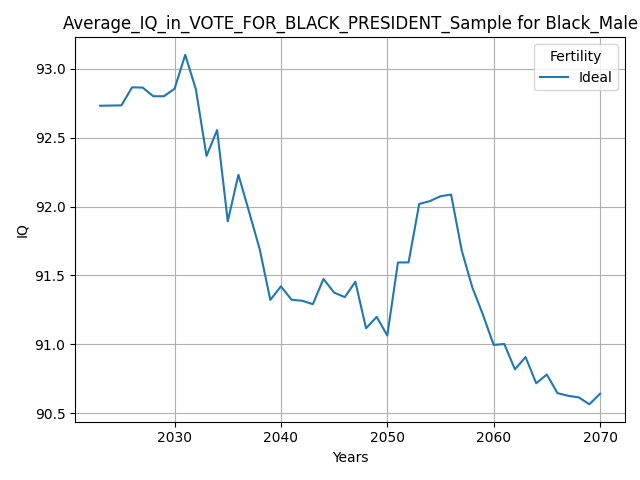 Average_IQ_in_VOTE_FOR_BLACK_PRESIDENT_Sample for Black_Male
Fertility
Ideal
93.0
92.5
92.0
91.5
91.0
90.5
IQ
2030 2040 2050 2060 2070
Years